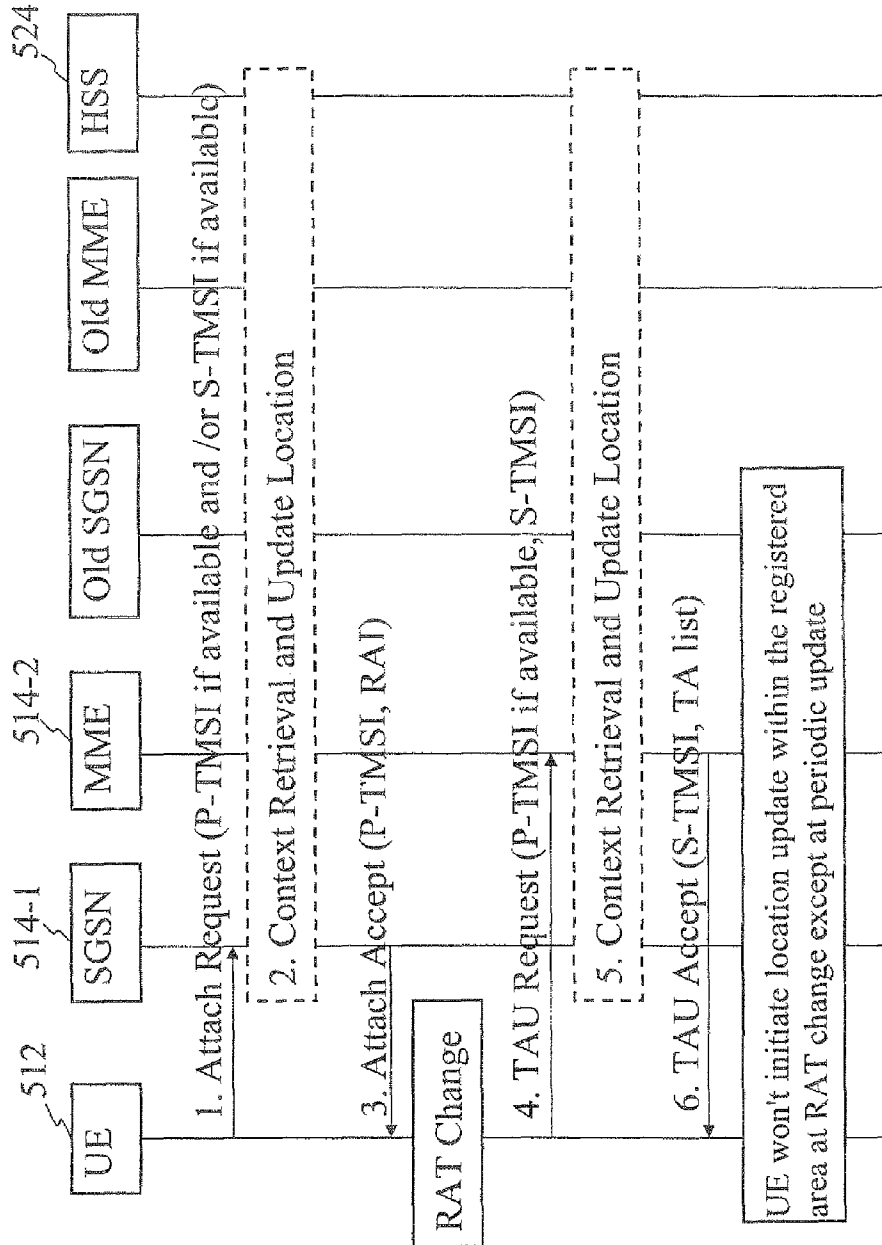 512
514-1
514-2
524
UE
SGSN
MME
Old SGSN
Old MME
HSS
1. Attach Request (P-TMSI if available and /or S-TMSI if available)
2. Context Retrieval and Update Location
3. Attach Accept (P-TMSI, RAI)
RAT Change
4. TAU Request (P-TMSI if available, S-TMSI)
5. Context Retrieval and Update Location
6. TAU Accept (S-TMSI, TA list)
UE won't initiate location update within the registered
area at RAT change except at periodic update